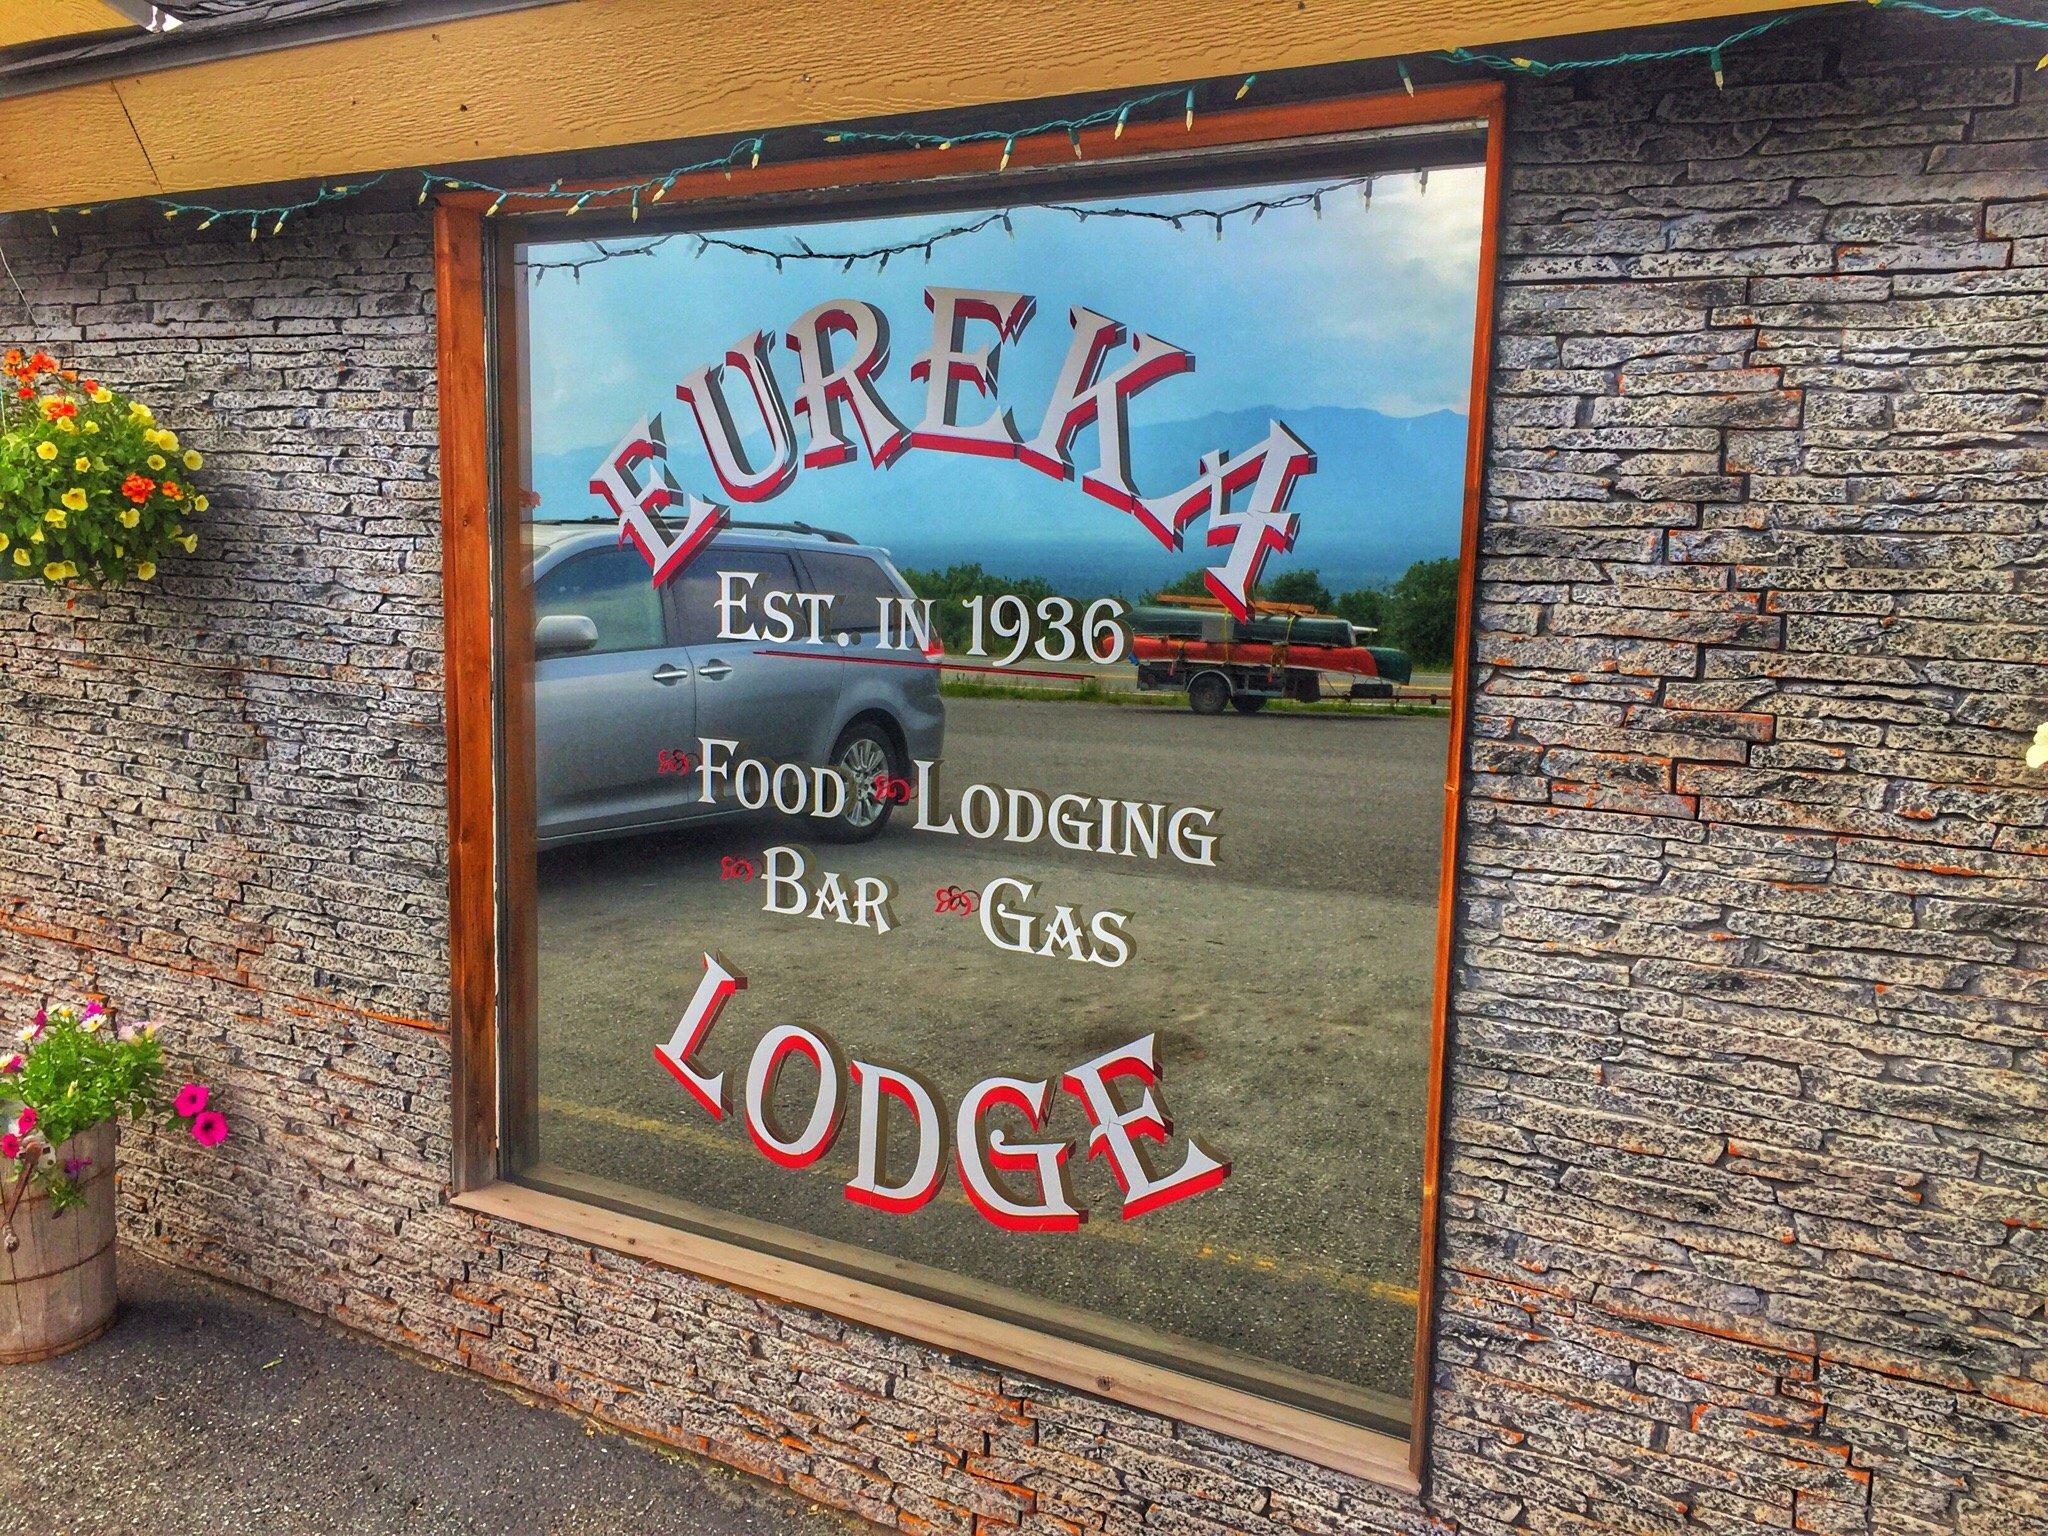 EUREKA
EST. IN 1936
FOOD LODGING
BAR GAS
LODGE